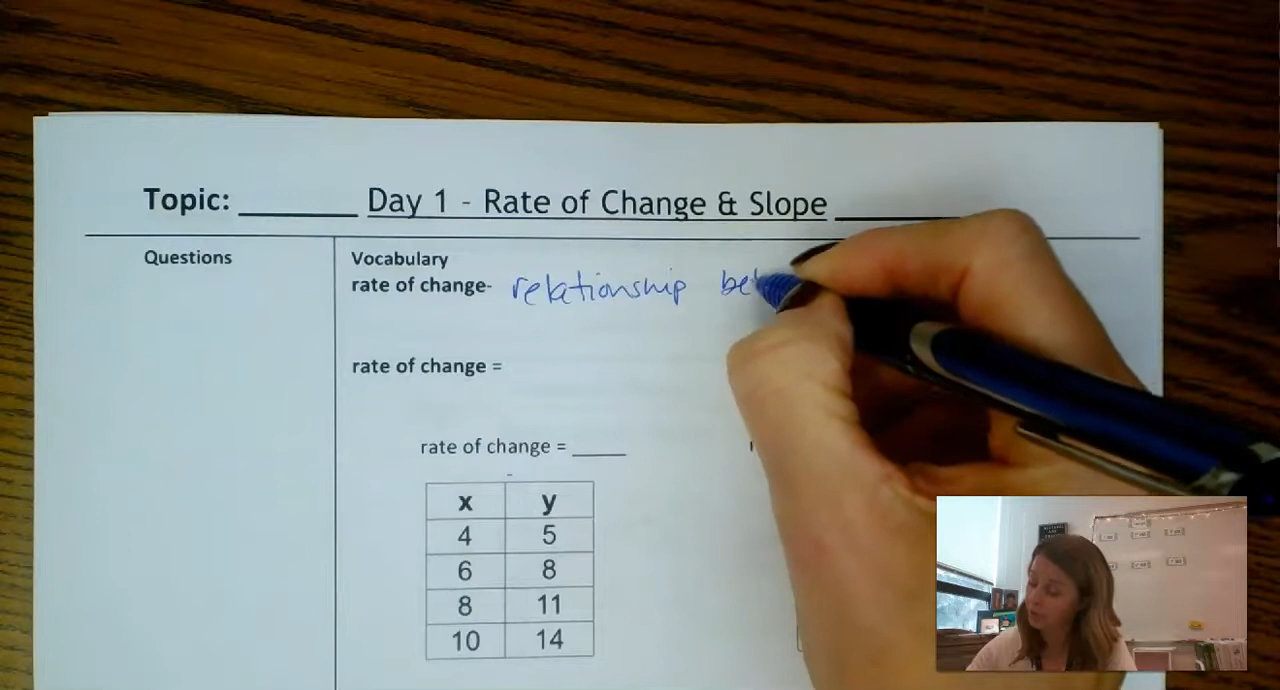 Topic: Day 1 - Rate of Change & Slope
Questions
Vocabulary
rate of change- relationship
rate of change =
rate of change =
x y
4 5
6 8
8 11
10 14